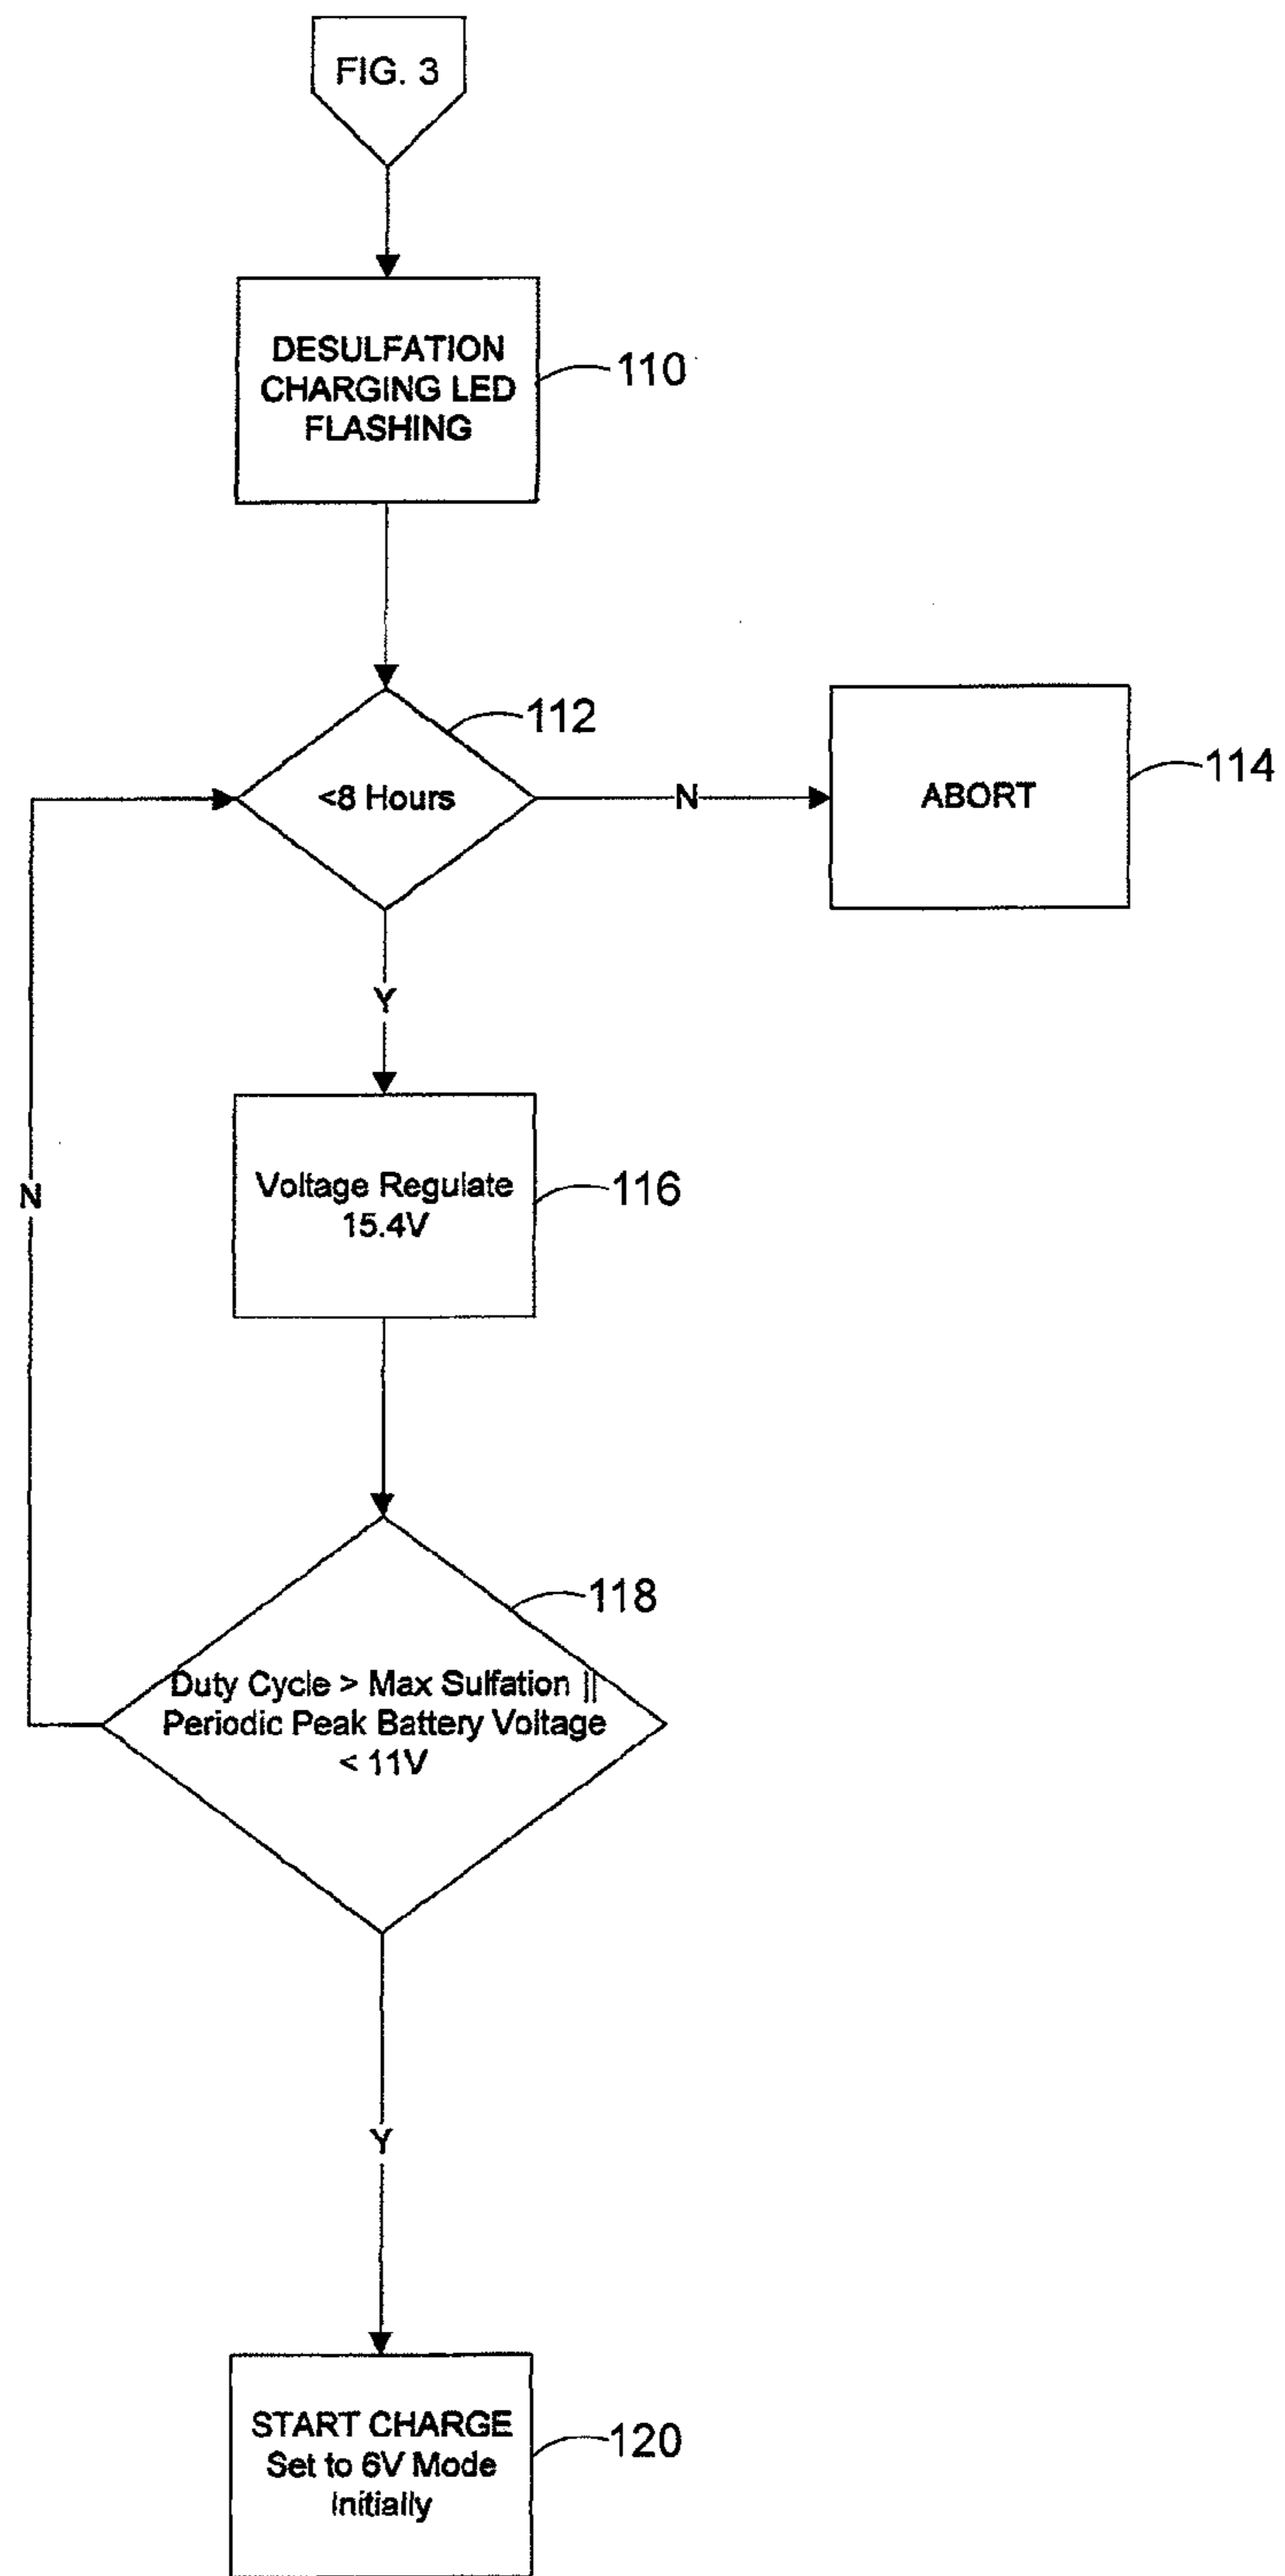 FIG. 3
DESULFATION
CHARGING LED
FLASHING
110
112
<8 Hours
N
ABORT
114
Y
Voltage Regulate
15.4V
116
N
118
Duty Cycle > Max Sulfation ||
Periodic Peak Battery Voltage
< 11V
Y
START CHARGE
Set to 6V Mode
Initially
120